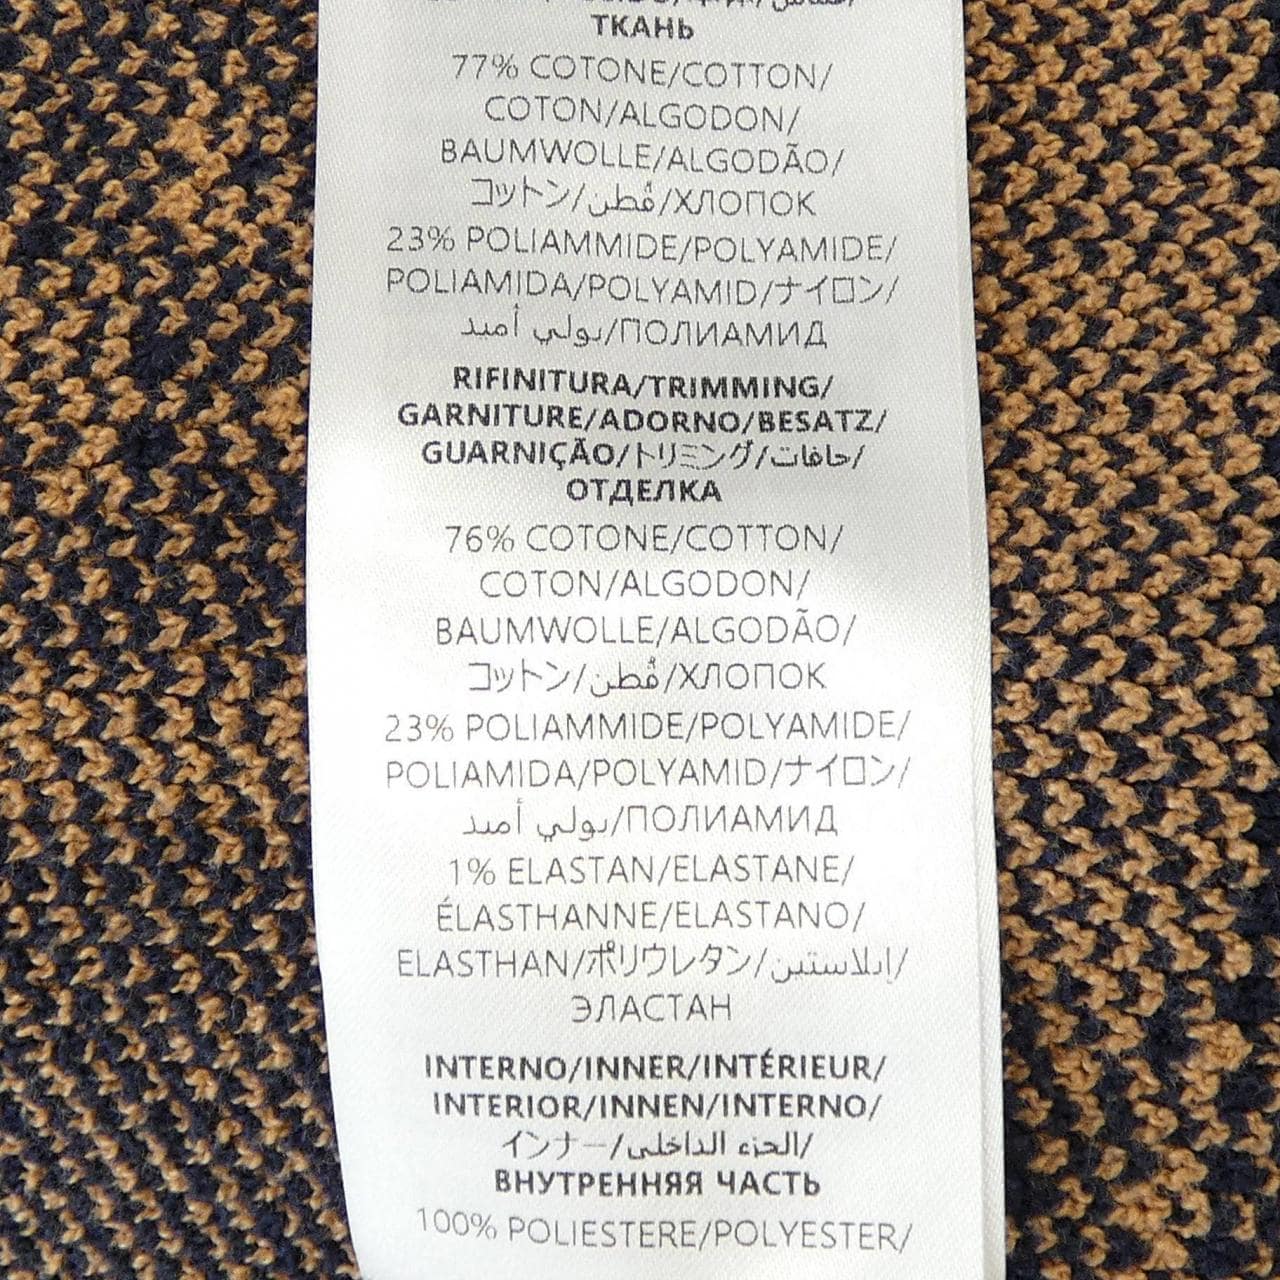 ТКАНЬ
77% COTONE/COTTON/
COTON/ALGODON/
BAUMWOLLE/ALGODÃO/
コットン/قُطن/ХЛОПОК
23% POLIAMMIDE/POLYAMIDE/
POLIAMIDA/POLYAMID/ナイロン/
بولي أميد/ПОЛИАМИД
RIFINITURA/TRIMMING/
GARNITURE/ADORNO/BESATZ/
GUARNIÇÃO/トリミング/حافات/
ОТДЕЛКА
76% COTONE/COTTON/
COTON/ALGODON/
BAUMWOLLE/ALGODÃO/
コットン/قُطن/ХЛОПОК
23% POLIAMMIDE/POLYAMIDE/
POLIAMIDA/POLYAMID/ナイロン/
بولي أميد/ПОЛИАМИД
1% ELASTAN/ELASTANE/
ÉLASTHANNE/ELASTANO/
ELASTHAN/ポリウレタン/إيلاستين/
ЭЛАСТАН
INTERNO/INNER/INTÉRIEUR/
INTERIOR/INNEN/INTERNO/
インナー/الجزء الداخلي/
ВНУТРЕННЯЯ ЧАСТЬ
100% POLIESTERE/POLYESTER/